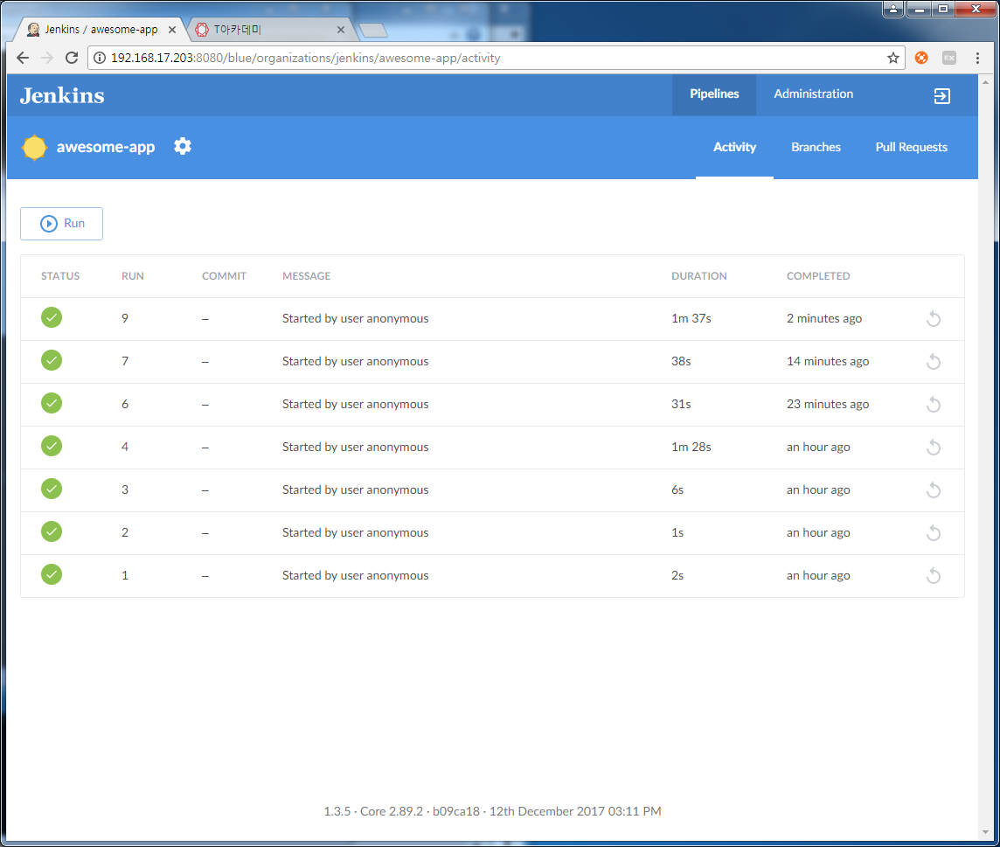 Jenkins / awesome-app
T아카데미
192.168.17.203:8080/blue/organizations/jenkins/awesome-app/activity
EX
Jenkins
Pipelines
Administration
awesome-app
Activity
Branches
Pull Requests
Run
STATUS RUN COMMIT MESSAGE DURATION COMPLETED
9 – Started by user anonymous 1m 37s 2 minutes ago
7 – Started by user anonymous 38s 14 minutes ago
6 – Started by user anonymous 31s 23 minutes ago
4 – Started by user anonymous 1m 28s an hour ago
3 – Started by user anonymous 6s an hour ago
2 – Started by user anonymous 1s an hour ago
1 – Started by user anonymous 2s an hour ago
1.3.5 · Core 2.89.2 · b09ca18 · 12th December 2017 03:11 PM